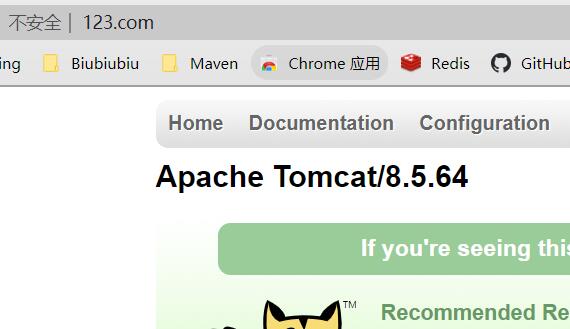 不安全 | 123.com
ing Biubiubiu Maven Chrome 应用 Redis GitHub
Home Documentation Configuration
Apache Tomcat/8.5.64
If you're seeing this
TM
Recommended Re